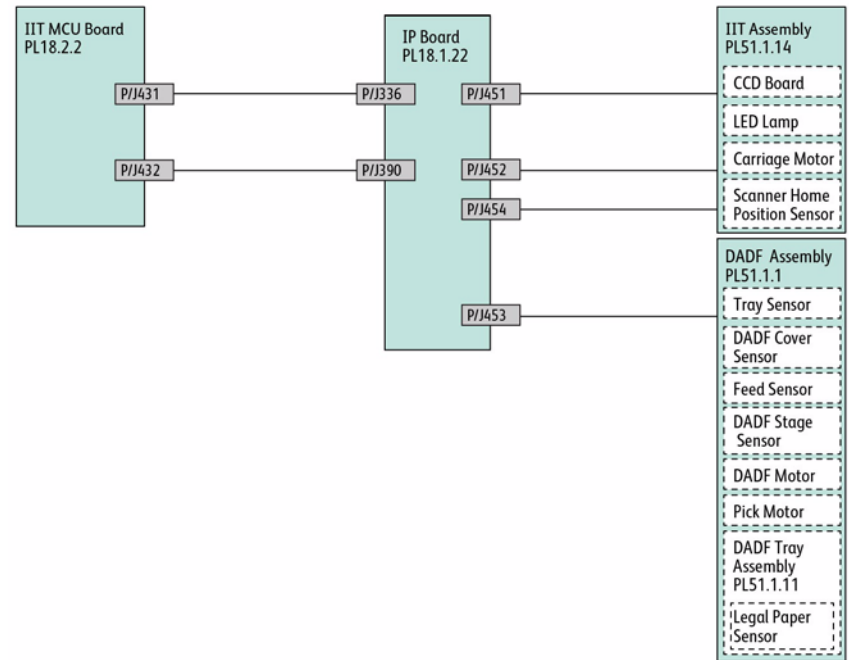 IIT MCU Board
PL18.2.2
P/J431
P/J432
IP Board
PL18.1.22
P/J336
P/J451
P/J390
P/J452
P/J454
P/J453
IIT Assembly
PL51.1.14
CCD Board
LED Lamp
Carriage Motor
Scanner Home
Position Sensor
DADF Assembly
PL51.1.1
Tray Sensor
DADF Cover
Sensor
Feed Sensor
DADF Stage
Sensor
DADF Motor
Pick Motor
DADF Tray
Assembly
PL51.1.11
Legal Paper
Sensor